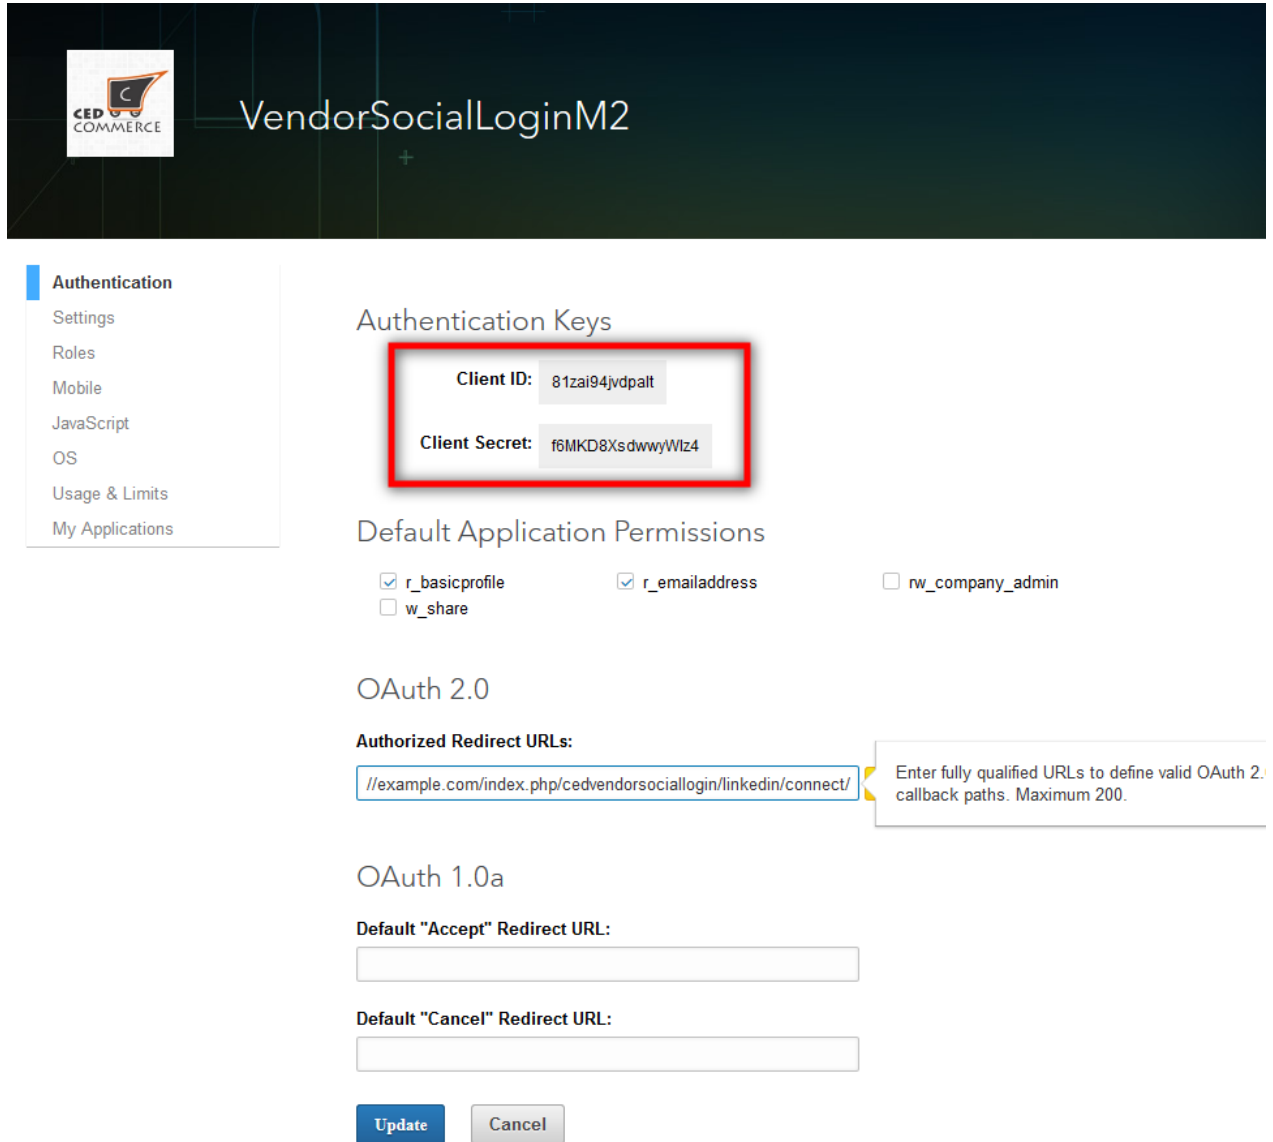 CED
COMMERCE
C
VendorSocialLoginM2
Authentication
Settings
Roles
Mobile
JavaScript
OS
Usage & Limits
My Applications
Authentication Keys
Client ID: 81zai94jvdpalt
Client Secret: f6MKD8XsdwwyWIz4
Default Application Permissions
r_basicprofile r_emailaddress rw_company_admin
w_share
OAuth 2.0
Authorized Redirect URLs:
//example.com/index.php/cedvendorsociallogin/linkedin/connect/
Enter fully qualified URLs to define valid OAuth 2.
callback paths. Maximum 200.
OAuth 1.0a
Default "Accept" Redirect URL:
Default "Cancel" Redirect URL:
Update Cancel